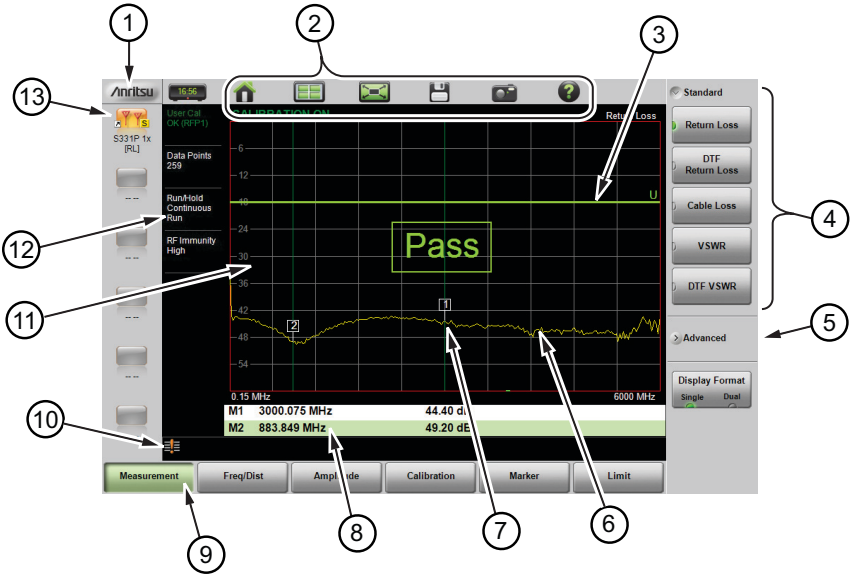 1
2
3
4
5
6
7
8
9
10
11
12
13
Anritsu
16:56
S331P 1x
[RL]
-- --
-- --
-- --
-- --
User Cal
OK (RFP1)
Data Points
259
Run/Hold
Continuous
Run
RF Immunity
High
?
CALIBRATION ON
Return Loss
-6
-12
-18
-24
-30
-36
-42
-48
-54
U
Pass
1
2
0.15 MHz
6000 MHz
M1 3000.075 MHz 44.40 dB
M2 883.849 MHz 49.20 dB
Standard
Return Loss
DTF
Return Loss
Cable Loss
VSWR
DTF VSWR
Advanced
Display Format
Single Dual
Measurement
Freq/Dist
Amplitude
Calibration
Marker
Limit